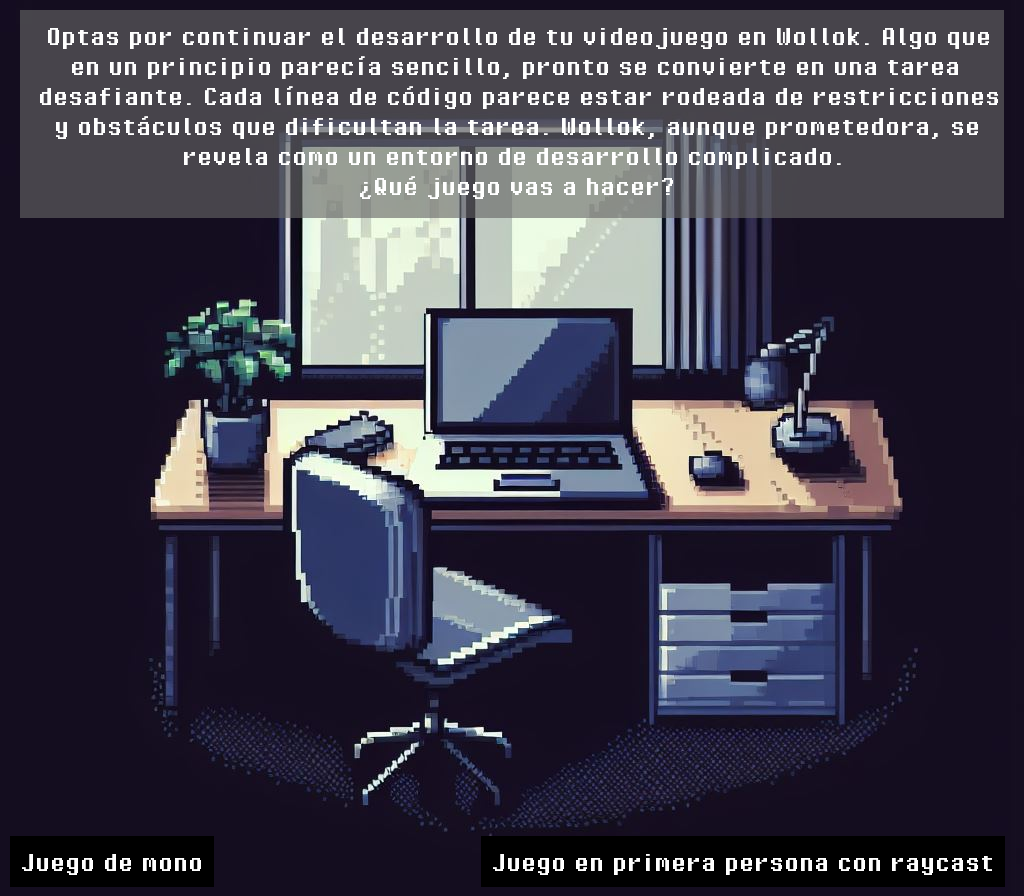 Optas por continuar el desarrollo de tu videojuego en Wollok. Algo que
en un principio parecía sencillo, pronto se convierte en una tarea
desafiante. Cada línea de código parece estar rodeada de restricciones
y obstáculos que dificultan la tarea. Wollok, aunque prometedora, se
revela como un entorno de desarrollo complicado.
¿Qué juego vas a hacer?
Juego de mono
Juego en primera persona con raycast